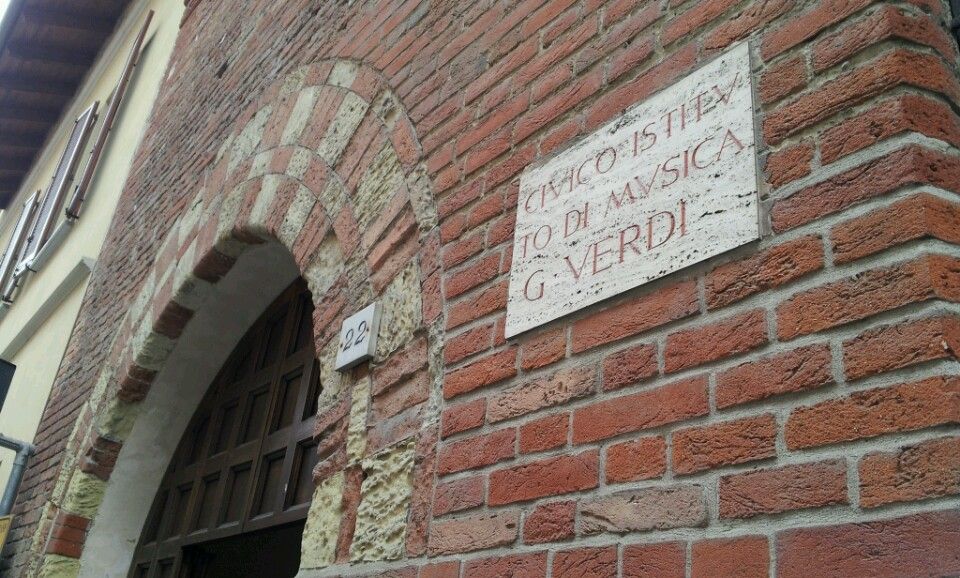 CIVICO ISTITV
TO DI MVSICA
G VERDI
22